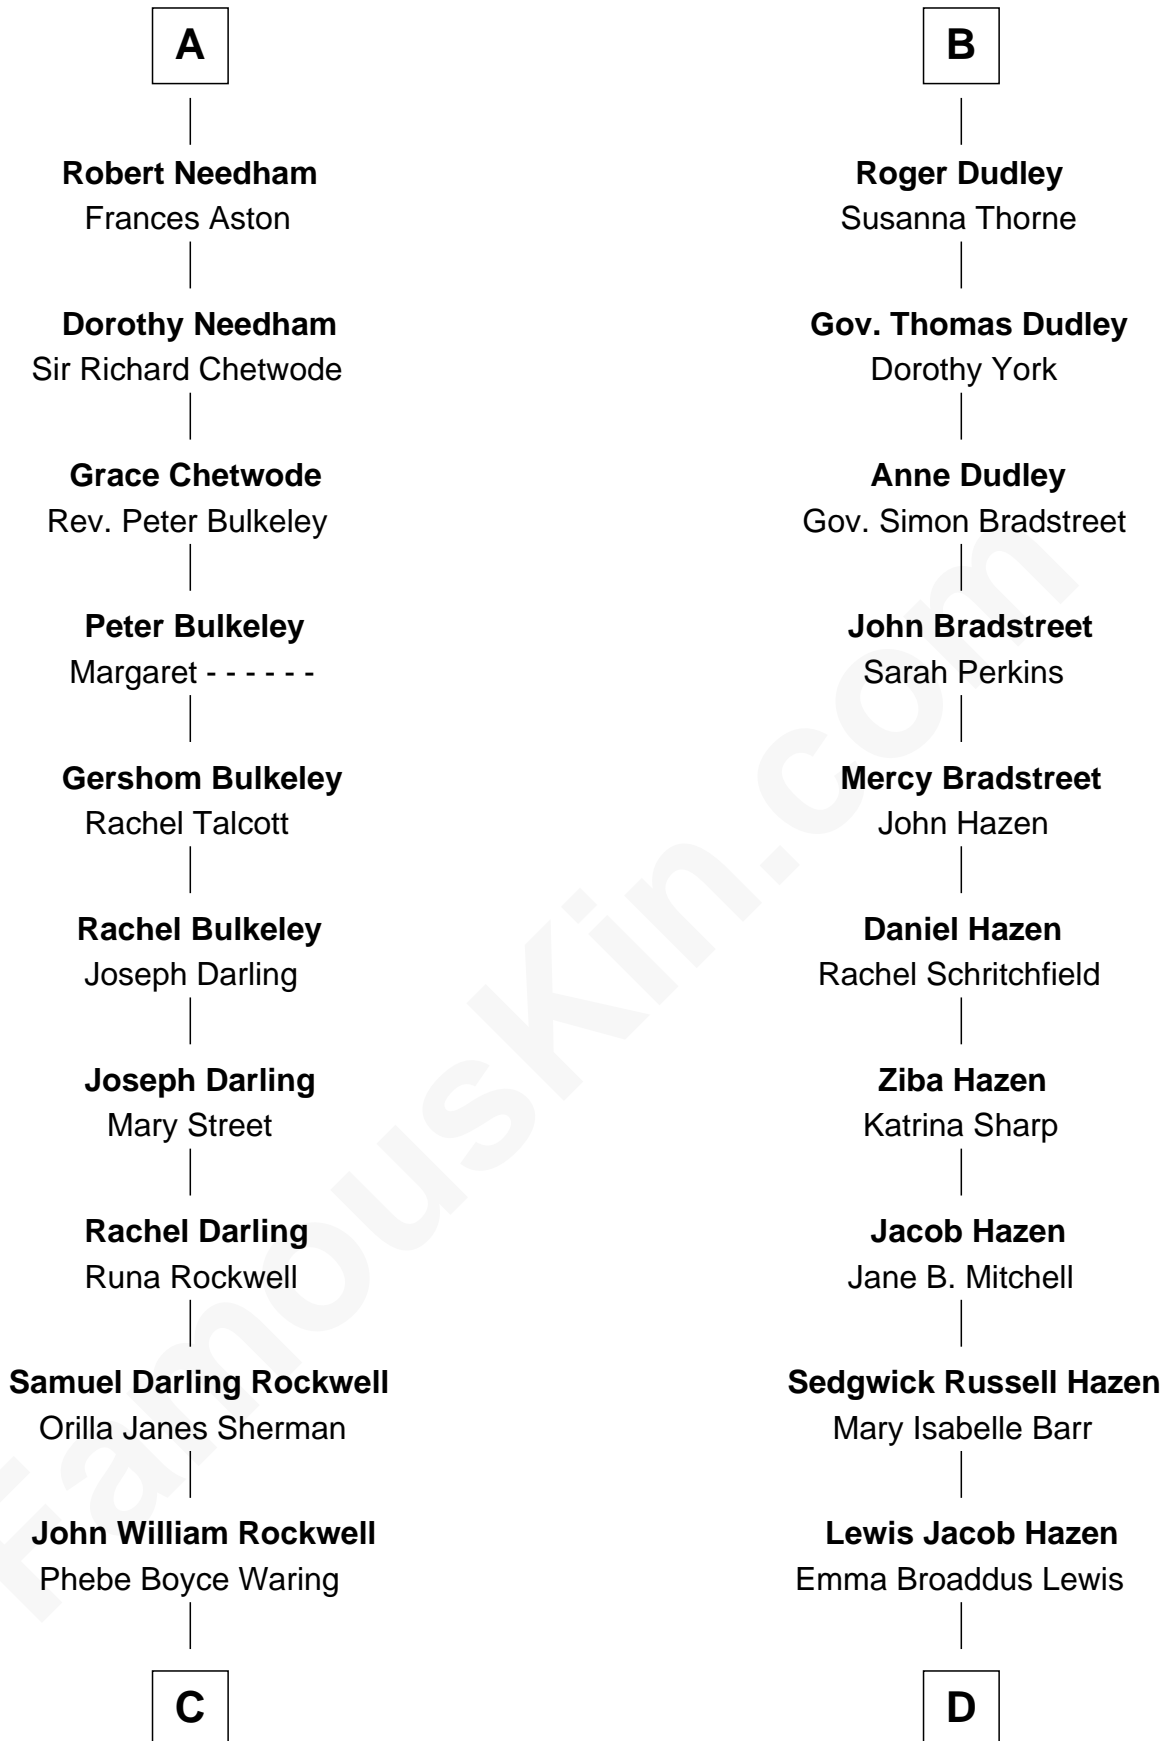 A
Robert Needham
Frances Aston
Dorothy Needham
Sir Richard Chetwode
Grace Chetwode
Rev. Peter Bulkeley
Peter Bulkeley
Margaret - - - - - -
Gershom Bulkeley
Rachel Talcott
Rachel Bulkeley
Joseph Darling
Joseph Darling
Mary Street
Rachel Darling
Runa Rockwell
Samuel Darling Rockwell
Orilla Janes Sherman
John William Rockwell
Phebe Boyce Waring
C
B
Roger Dudley
Susanna Thorne
Gov. Thomas Dudley
Dorothy York
Anne Dudley
Gov. Simon Bradstreet
John Bradstreet
Sarah Perkins
Mercy Bradstreet
John Hazen
Daniel Hazen
Rachel Schritchfield
Ziba Hazen
Katrina Sharp
Jacob Hazen
Jane B. Mitchell
Sedgwick Russell Hazen
Mary Isabelle Barr
Lewis Jacob Hazen
Emma Broaddus Lewis
D
FamousKin.com